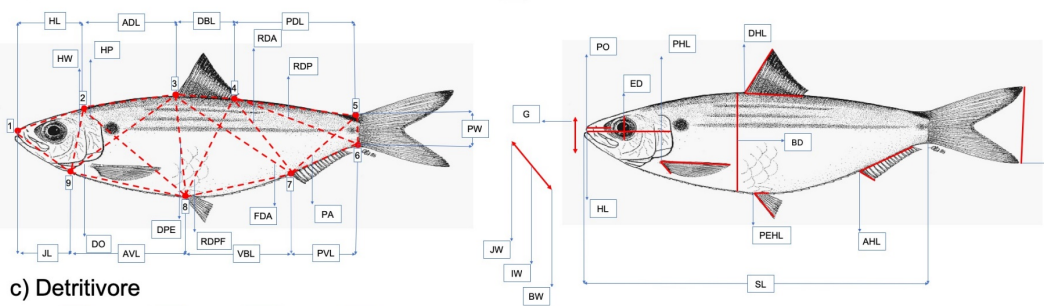 HL
ADL
DBL
PDL
HW
HP
RDA
RDP
1
2
3
4
5
6
7
8
9
PW
DPE
DO
RDPF
FDA
PA
JL
AVL
VBL
PVL
c) Detritivore
G
JW
IW
BW
PO
ED
PHL
DHL
BD
HL
PEHL
AHL
SL